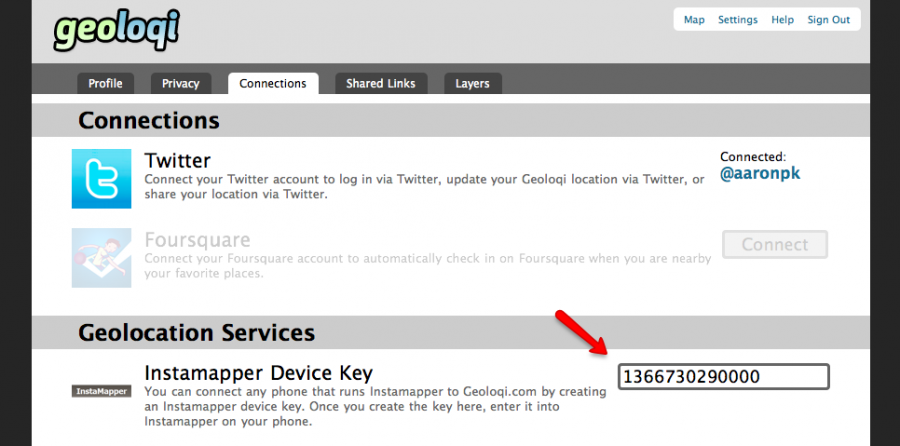 geoloqi
Map Settings Help Sign Out
Profile Privacy Connections Shared Links Layers
Connections
Twitter
Connect your Twitter account to log in via Twitter, update your Geoloqi location via Twitter, or
share your location via Twitter.
Connected:
@aaronpk
Foursquare
Connect your Foursquare account to automatically check in on Foursquare when you are nearby
your favorite places.
Connect
Geolocation Services
InstaMapper
Instamapper Device Key
You can connect any phone that runs Instamapper to Geoloqi.com by creating
an Instamapper device key. Once you create the key here, enter it into
Instamapper on your phone.
1366730290000